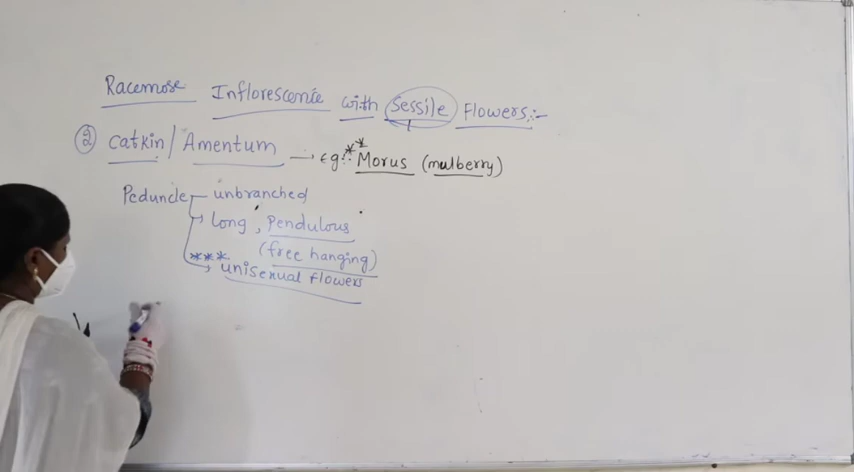 Racemose Inflorescence with Sessile Flowers:-
② Catkin/Amentum → eg:- ** Morus (mulberry)
Peduncle — unbranched
→ long, Pendulous
(free hanging)
*** → unisexual flowers